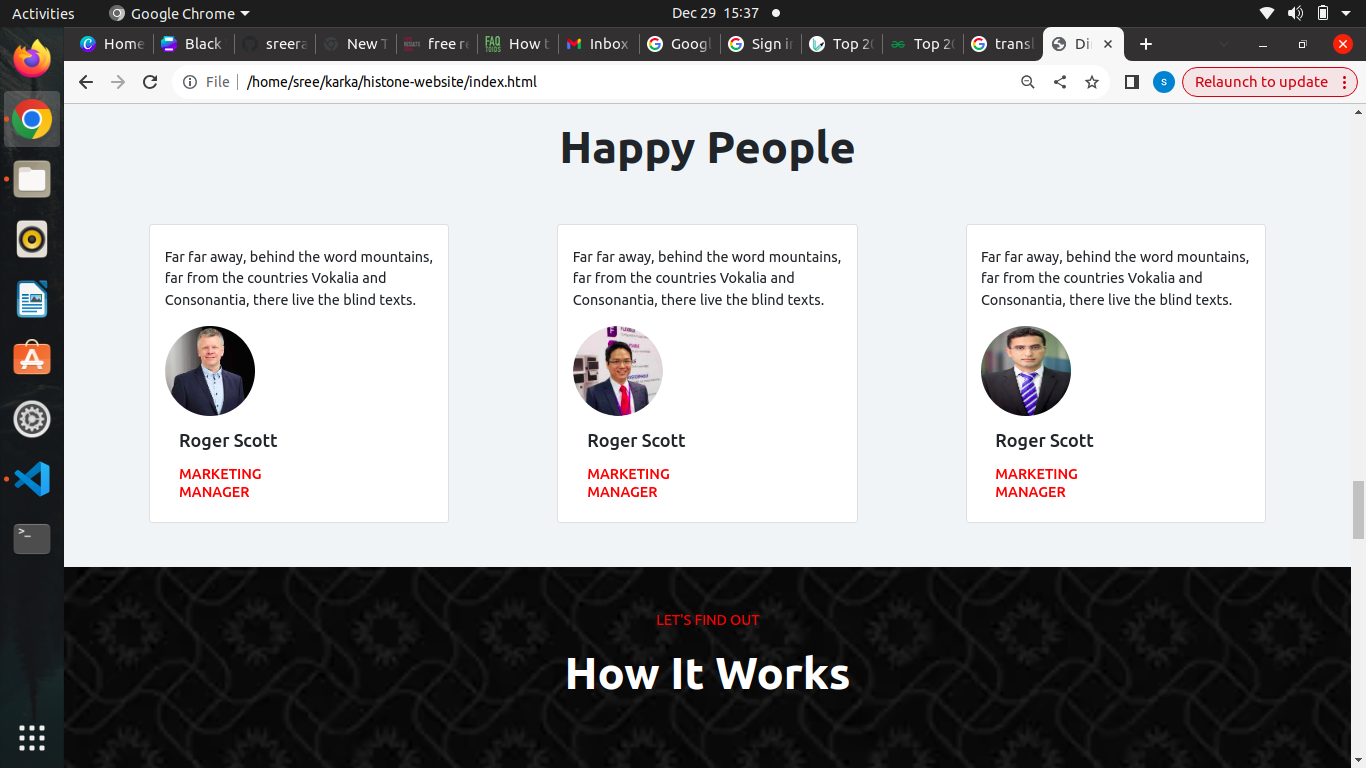 Activities
Google Chrome
Dec 29 15:37
Home
Black
sreera
New T
RESULTS
free re
FAQ
How t
Inbox
Googl
Sign in
Top 20
Top 20
transl
Di
File
/home/sree/karka/histone-website/index.html
S
Relaunch to update
Happy People
Far far away, behind the word mountains,
far from the countries Vokalia and
Consonantia, there live the blind texts.
Roger Scott
MARKETING
MANAGER
Far far away, behind the word mountains,
far from the countries Vokalia and
Consonantia, there live the blind texts.
Roger Scott
MARKETING
MANAGER
Far far away, behind the word mountains,
far from the countries Vokalia and
Consonantia, there live the blind texts.
Roger Scott
MARKETING
MANAGER
LET'S FIND OUT
How It Works